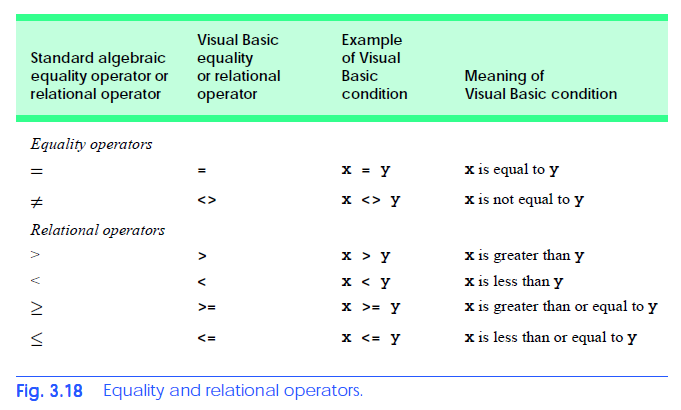 Standard algebraic equality operator or relational operator Visual Basic equality or relational operator Example of Visual Basic condition Meaning of Visual Basic condition
Equality operators
= = x = y x is equal to y
≠ <> x <> y x is not equal to y
Relational operators
> > x > y x is greater than y
< < x < y x is less than y
≥ >= x >= y x is greater than or equal to y
≤ <= x <= y x is less than or equal to y
Fig. 3.18 Equality and relational operators.